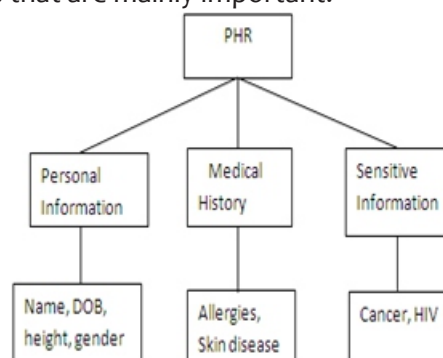 that are mainly important.
PHR
Personal
Information
Medical
History
Sensitive
Information
Name, DOB,
height, gender
Allergies,
Skin disease
Cancer, HIV